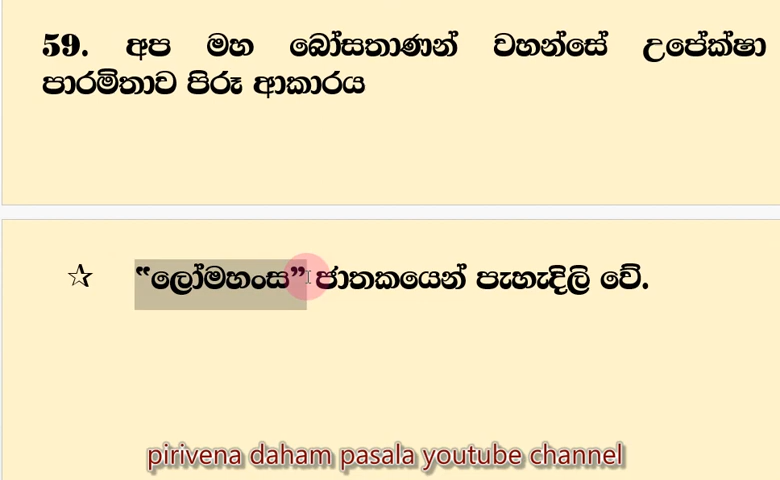 59. අප මහ බෝසතාණන් වහන්සේ උපේක්ෂා
පාරමිතාව පිරූ ආකාරය
☆ “ලෝමහංස” ජාතකයෙන් පැහැදිලි වේ.
pirivena daham pasala youtube channel